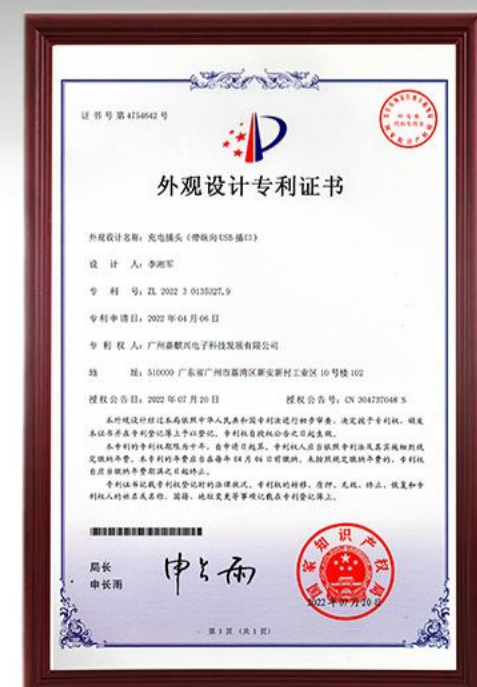 证书号第4754642号
外观设计专利证书
外观设计名称：充电插头（带纵向USB插口）
设 计 人：李湘军
专 利 号：ZL 2022 3 0135327.9
专利申请日：2022年04月06日
专 利 权 人：广州嘉麒兴电子科技发展有限公司
地 址：510000 广东省广州市荔湾区新安新村工业区10号楼102
授权公告日：2022年07月20日 授权公告号：CN 304737048 S
本外观设计经过本局依照中华人民共和国专利法进行初步审查，决定授予专利权，颁发
本证书并在专利登记簿上予以登记。专利权自授权公告之日起生效。
本专利的专利权期限为十年，自申请日起算。专利权人应当依照专利法及其实施细则规
定缴纳年费。本专利的年费应当在每年04月06日前缴纳。未按照规定缴纳年费的，专利权
自应当缴纳年费期满之日起终止。
专利证书记载专利权登记时的法律状况。专利权的转移、质押、无效、终止、恢复和专
利权人的姓名或名称、国籍、地址变更等事项记载在专利登记簿上。
局长
申长雨
申长雨
国家知识产权局
2022年07月20日
第1页（共1页）